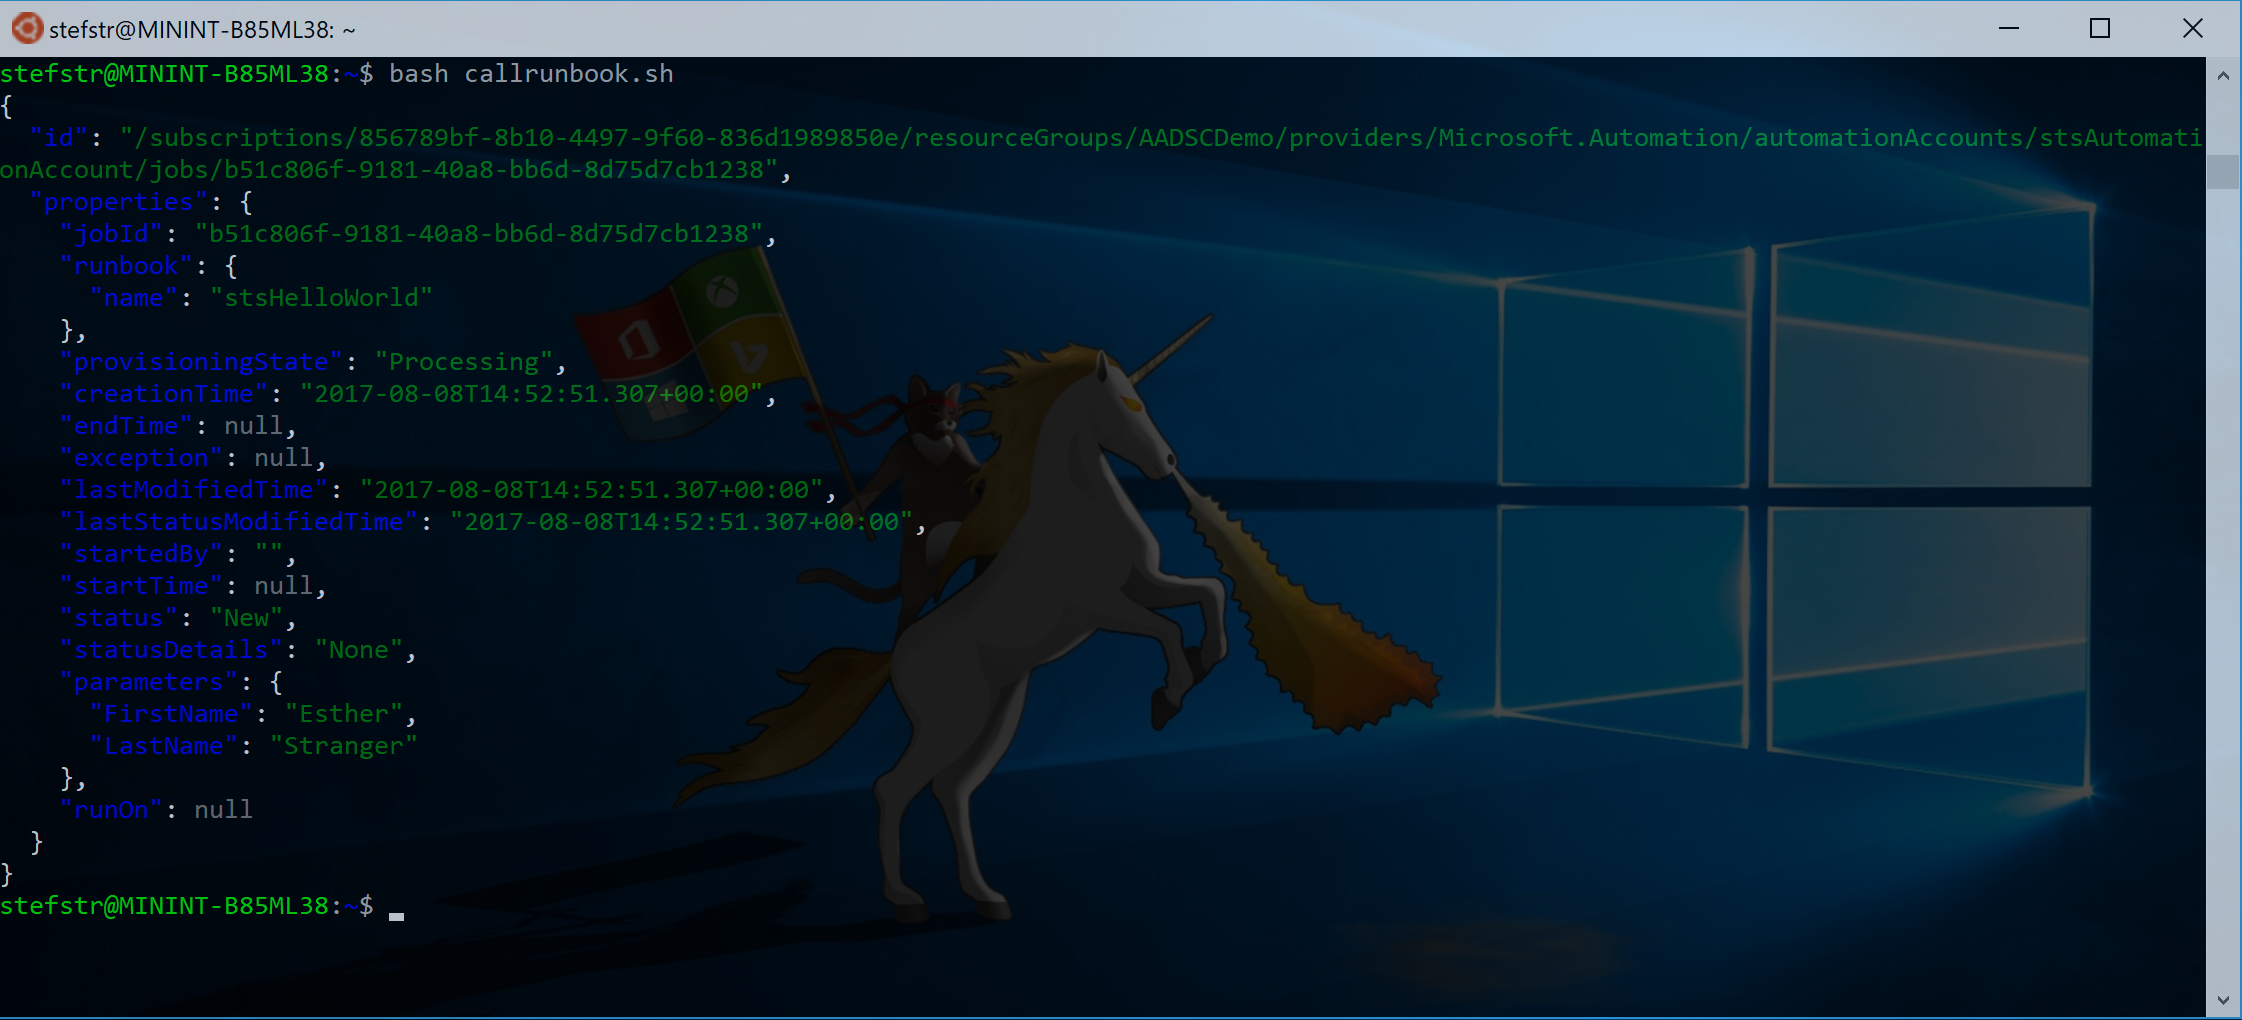 stefstr@MININT-B85ML38: ~
stefstr@MININT-B85ML38:~$ bash callrunbook.sh
{
  "id": "/subscriptions/856789bf-8b10-4497-9f60-836d1989850e/resourceGroups/AADSCDemo/providers/Microsoft.Automation/automationAccounts/stsAutomati
onAccount/jobs/b51c806f-9181-40a8-bb6d-8d75d7cb1238",
  "properties": {
    "jobId": "b51c806f-9181-40a8-bb6d-8d75d7cb1238",
    "runbook": {
      "name": "stsHelloWorld"
    },
    "provisioningState": "Processing",
    "creationTime": "2017-08-08T14:52:51.307+00:00",
    "endTime": null,
    "exception": null,
    "lastModifiedTime": "2017-08-08T14:52:51.307+00:00",
    "lastStatusModifiedTime": "2017-08-08T14:52:51.307+00:00",
    "startedBy": "",
    "startTime": null,
    "status": "New",
    "statusDetails": "None",
    "parameters": {
      "FirstName": "Esther",
      "LastName": "Stranger"
    },
    "runOn": null
  }
}
stefstr@MININT-B85ML38:~$